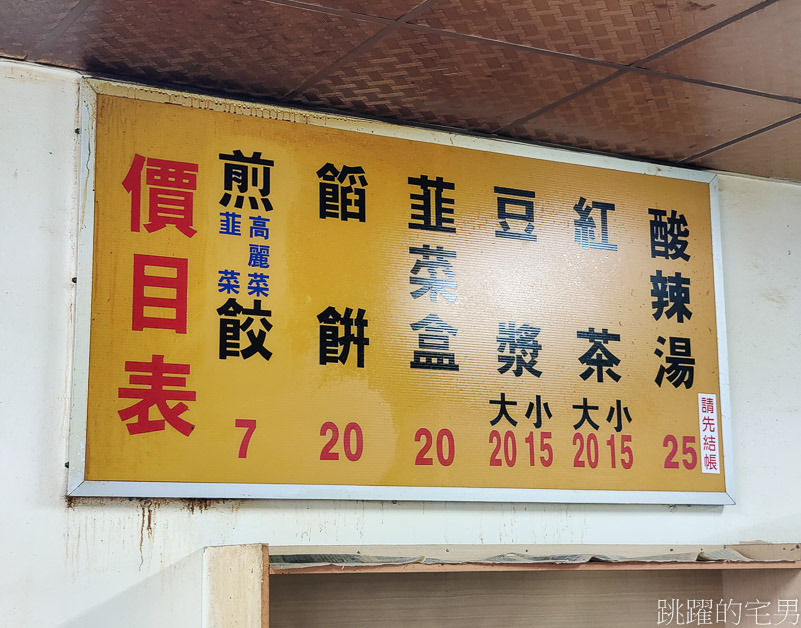 價目表
煎
韭菜
高麗菜
餃
7
餡餅
20
韭菜盒
20
豆漿
大 小
20 15
紅茶
大 小
20 15
酸辣湯
25
請先結帳
跳躍的宅男